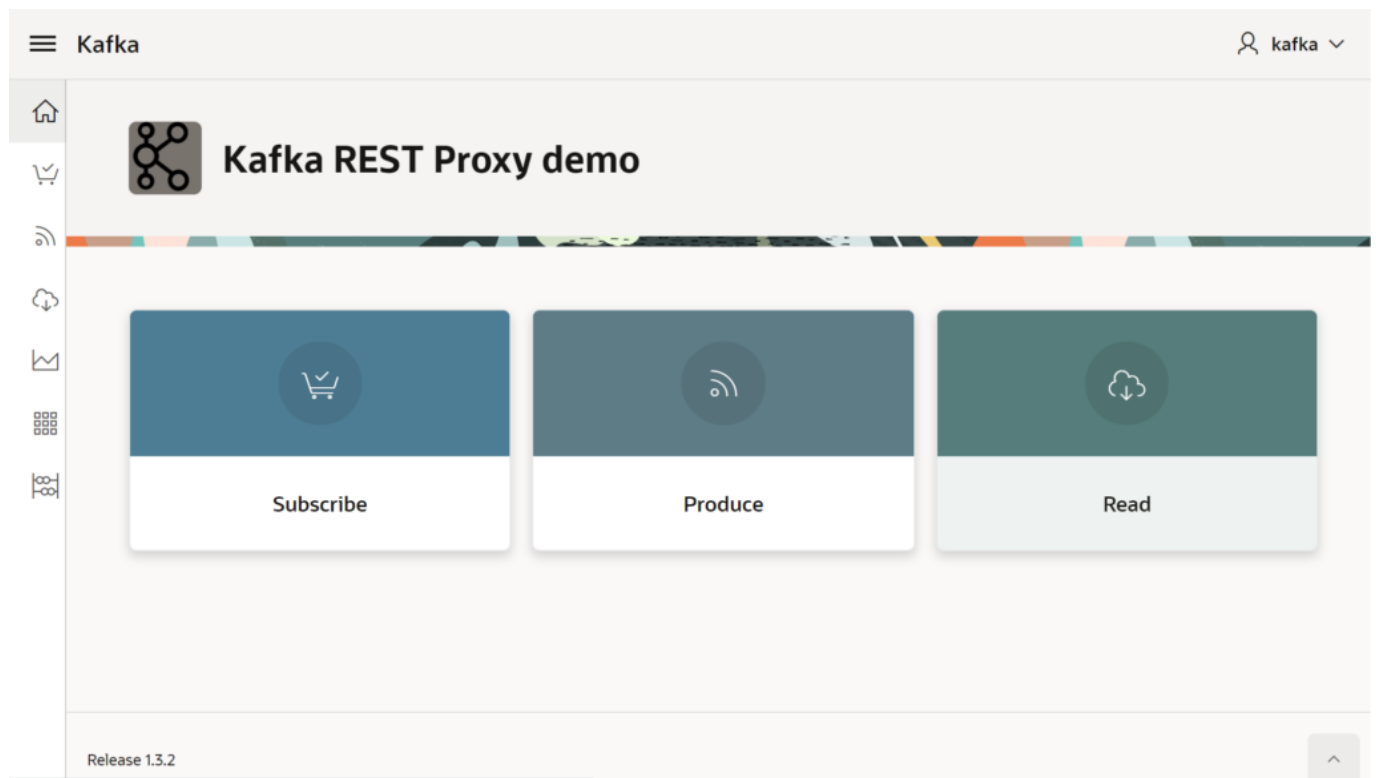 Kafka
kafka
Kafka REST Proxy demo
Subscribe
Produce
Read
Release 1.3.2